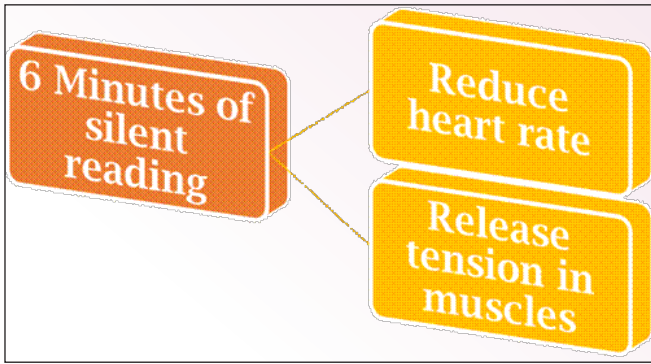 6 Minutes of
silent
reading
Reduce
heart rate
Release
tension in
muscles